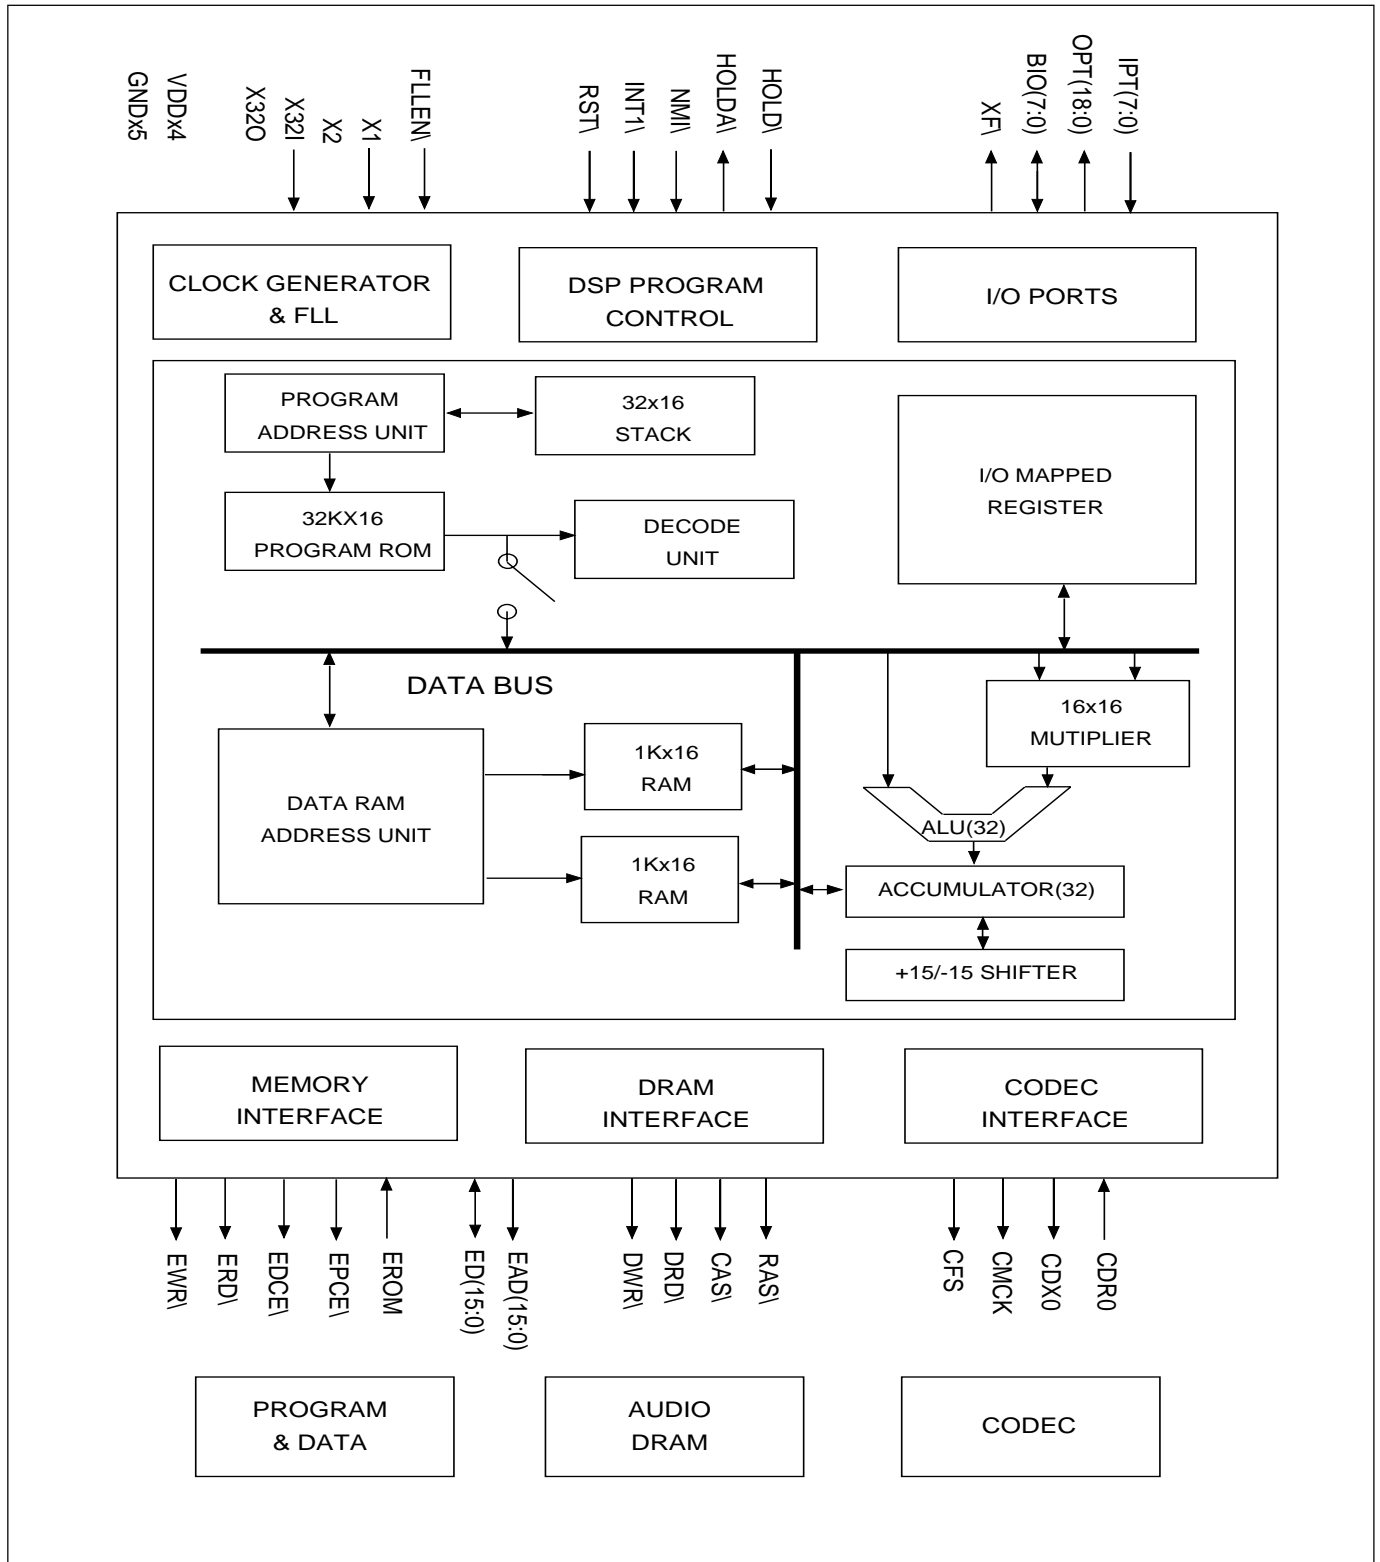 GNDx5
VDDx4
X32O
X32I
X2
X1
FLLEN\
RST\
INT1\
NMI\
HOLDA\
HOLD\
XF\
BIO(7:0)
OPT(18:0)
IPT(7:0)
CLOCK GENERATOR
& FLL
DSP PROGRAM
CONTROL
I/O PORTS
PROGRAM
ADDRESS UNIT
32x16
STACK
I/O MAPPED
REGISTER
32KX16
PROGRAM ROM
DECODE
UNIT
DATA BUS
16x16
MUTIPLIER
1Kx16
RAM
DATA RAM
ADDRESS UNIT
ALU(32)
1Kx16
RAM
ACCUMULATOR(32)
+15/-15 SHIFTER
MEMORY
INTERFACE
DRAM
INTERFACE
CODEC
INTERFACE
EWR\
ERD\
EDCE\
EPCE\
EROM
ED(15:0)
EAD(15:0)
DWR\
DRD\
CAS\
RAS\
CFS
CMCK
CDX0
CDR0
PROGRAM
& DATA
AUDIO
DRAM
CODEC